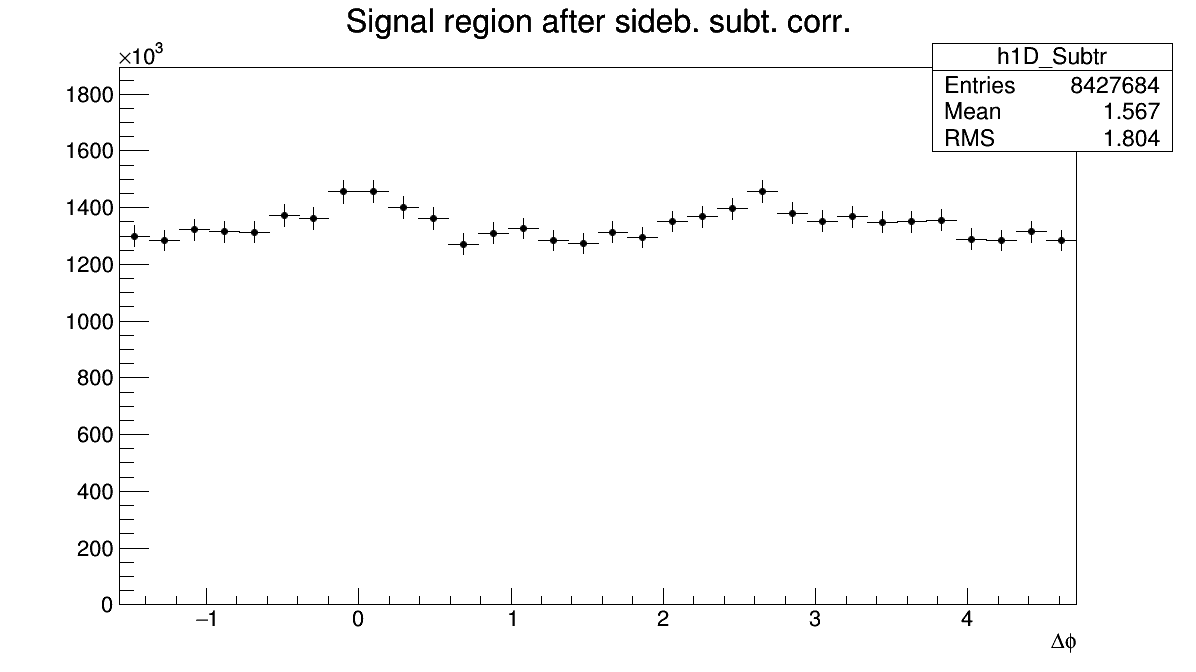 Signal region after sideb. subt. corr.
×10³
h1D_Subtr
Entries 8427684
Mean 1.567
RMS 1.804
1800
1600
1400
1200
1000
800
600
400
200
0
−1 0 1 2 3 4
Δϕ